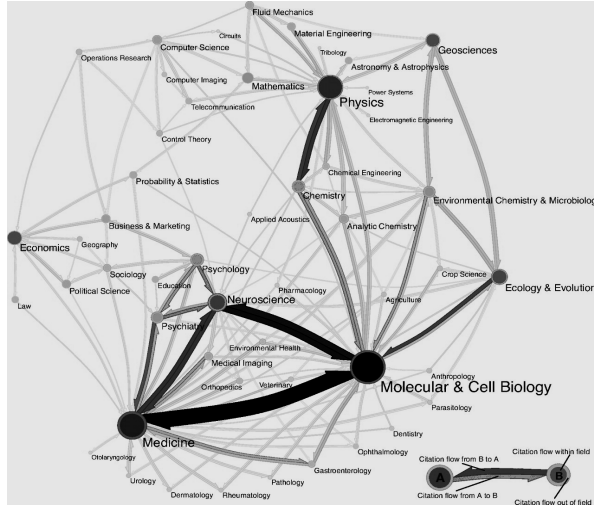 Fluid Mechanics
Circuits
Material Engineering
Computer Science
Geosciences
Tribology
Operations Research
Astronomy & Astrophysics
Computer Imaging
Mathematics
Power Systems
Physics
Telecommunication
Electromagnetic Engineering
Control Theory
Chemical Engineering
Probability & Statistics
Chemistry
Environmental Chemistry & Microbiolog
Applied Acoustics
Analytic Chemistry
Business & Marketing
Economics
Geography
Sociology
Psychology
Crop Science
Ecology & Evolution
Political Science
Education
Pharmacology
Neuroscience
Agriculture
Law
Psychiatry
Environmental Health
Medical Imaging
Anthropology
Orthopedics
Veterinary
Molecular & Cell Biology
Parasitology
Medicine
Dentistry
Ophthalmology
Otolaryngology
Gastroenterology
Urology
Pathology
Dermatology
Rheumatology
Citation flow from B to A
Citation flow within field
A
B
Citation flow from A to B
Citation flow out of field